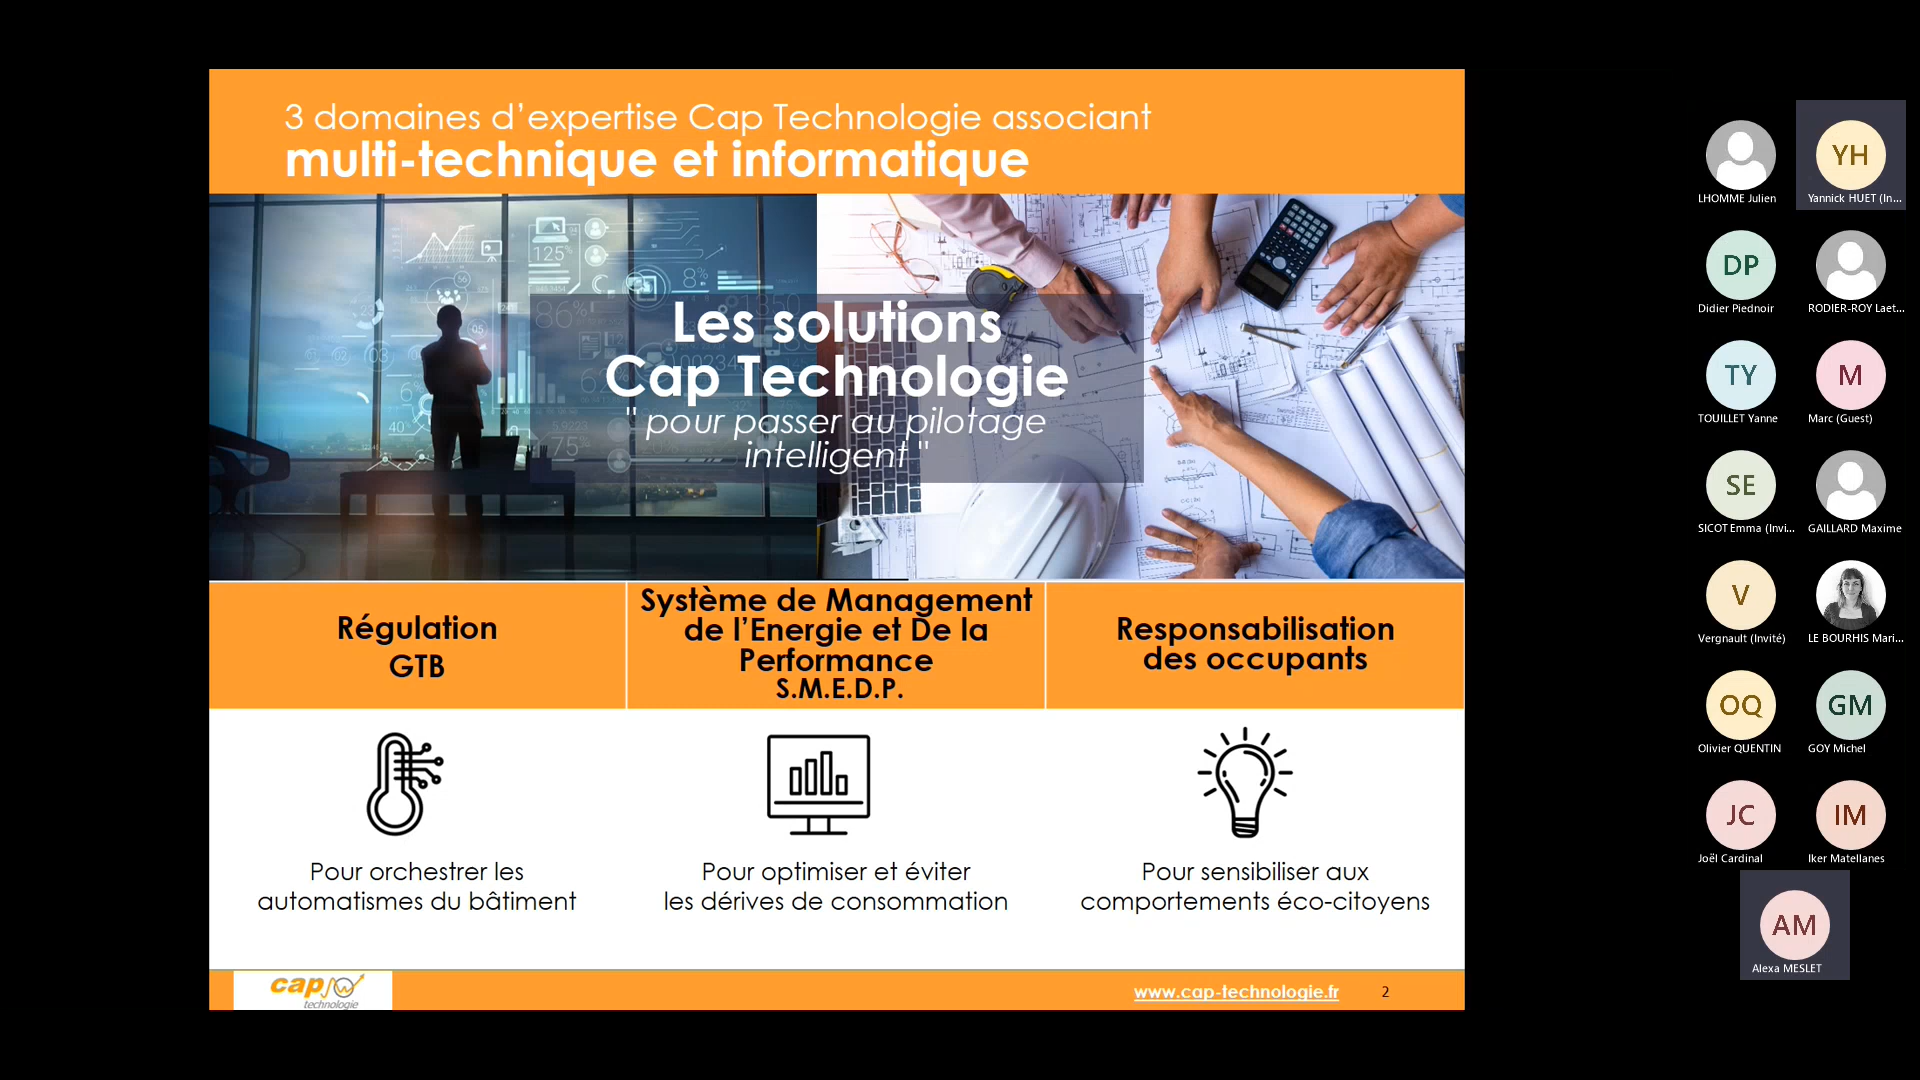 3 domaines d’expertise Cap Technologie associant
multi-technique et informatique
Les solutions
Cap Technologie
" pour passer au pilotage
intelligent "
Régulation
GTB
Système de Management
de l’Energie et De la
Performance
S.M.E.D.P.
Responsabilisation
des occupants
Pour orchestrer les
automatismes du bâtiment
Pour optimiser et éviter
les dérives de consommation
Pour sensibiliser aux
comportements éco-citoyens
cap
technologie
www.cap-technologie.fr
2
LHOMME Julien
YH
Yannick HUET (In...
DP
Didier Piednoir
RODIER-ROY Laet...
TY
TOUILLET Yanne
M
Marc (Guest)
SE
SICOT Emma (Invi...
GAILLARD Maxime
V
Vergnault (Invité)
LE BOURHIS Mari...
OQ
Olivier QUENTIN
GM
GOY Michel
JC
Joël Cardinal
IM
Iker Matellanes
AM
Alexa MESLET